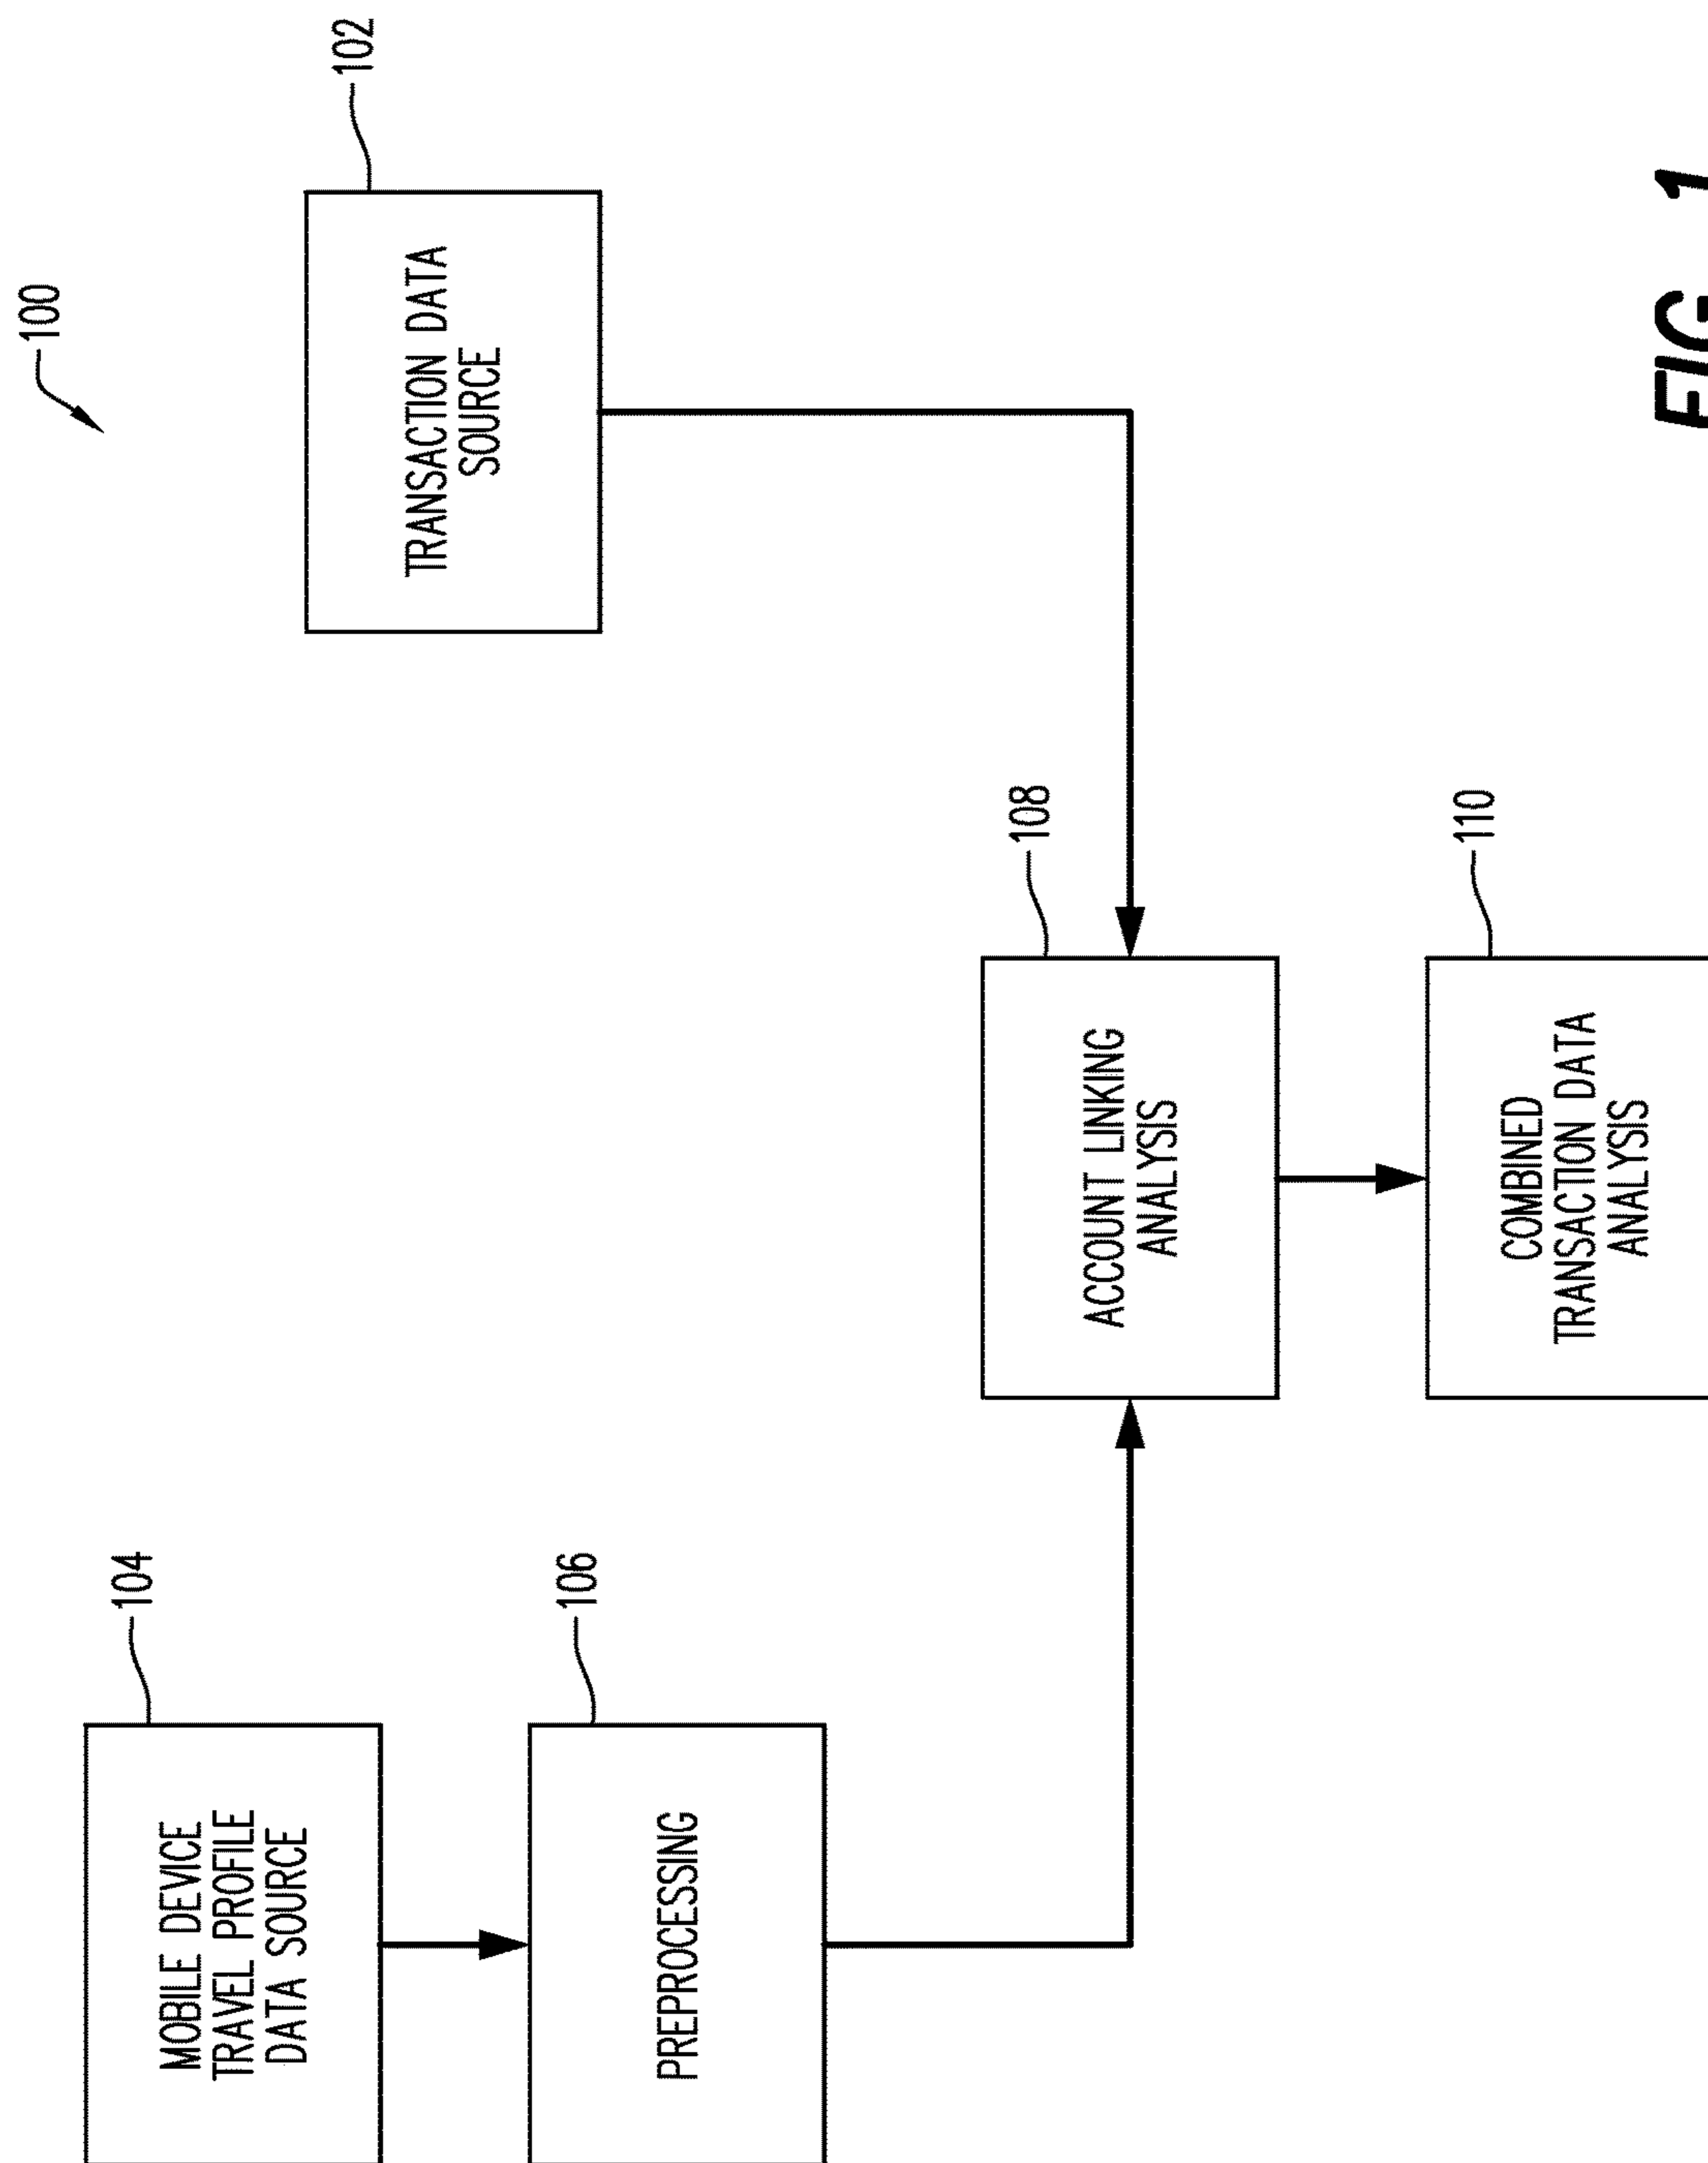 100
104
MOBILE DEVICE
TRAVEL PROFILE
DATA SOURCE
102
TRANSACTION DATA
SOURCE
106
PREPROCESSING
108
ACCOUNT LINKING
ANALYSIS
110
COMBINED
TRANSACTION DATA
ANALYSIS
FIG. 1